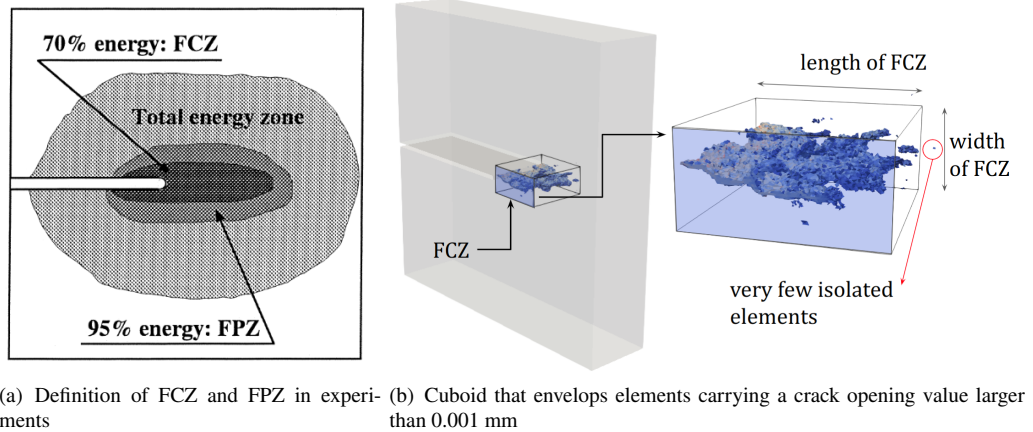 70% energy: FCZ
Total energy zone
95% energy: FPZ
FCZ
length of FCZ
width
of FCZ
very few isolated
elements
(a) Definition of FCZ and FPZ in experi-
ments
(b) Cuboid that envelops elements carrying a crack opening value larger
than 0.001 mm